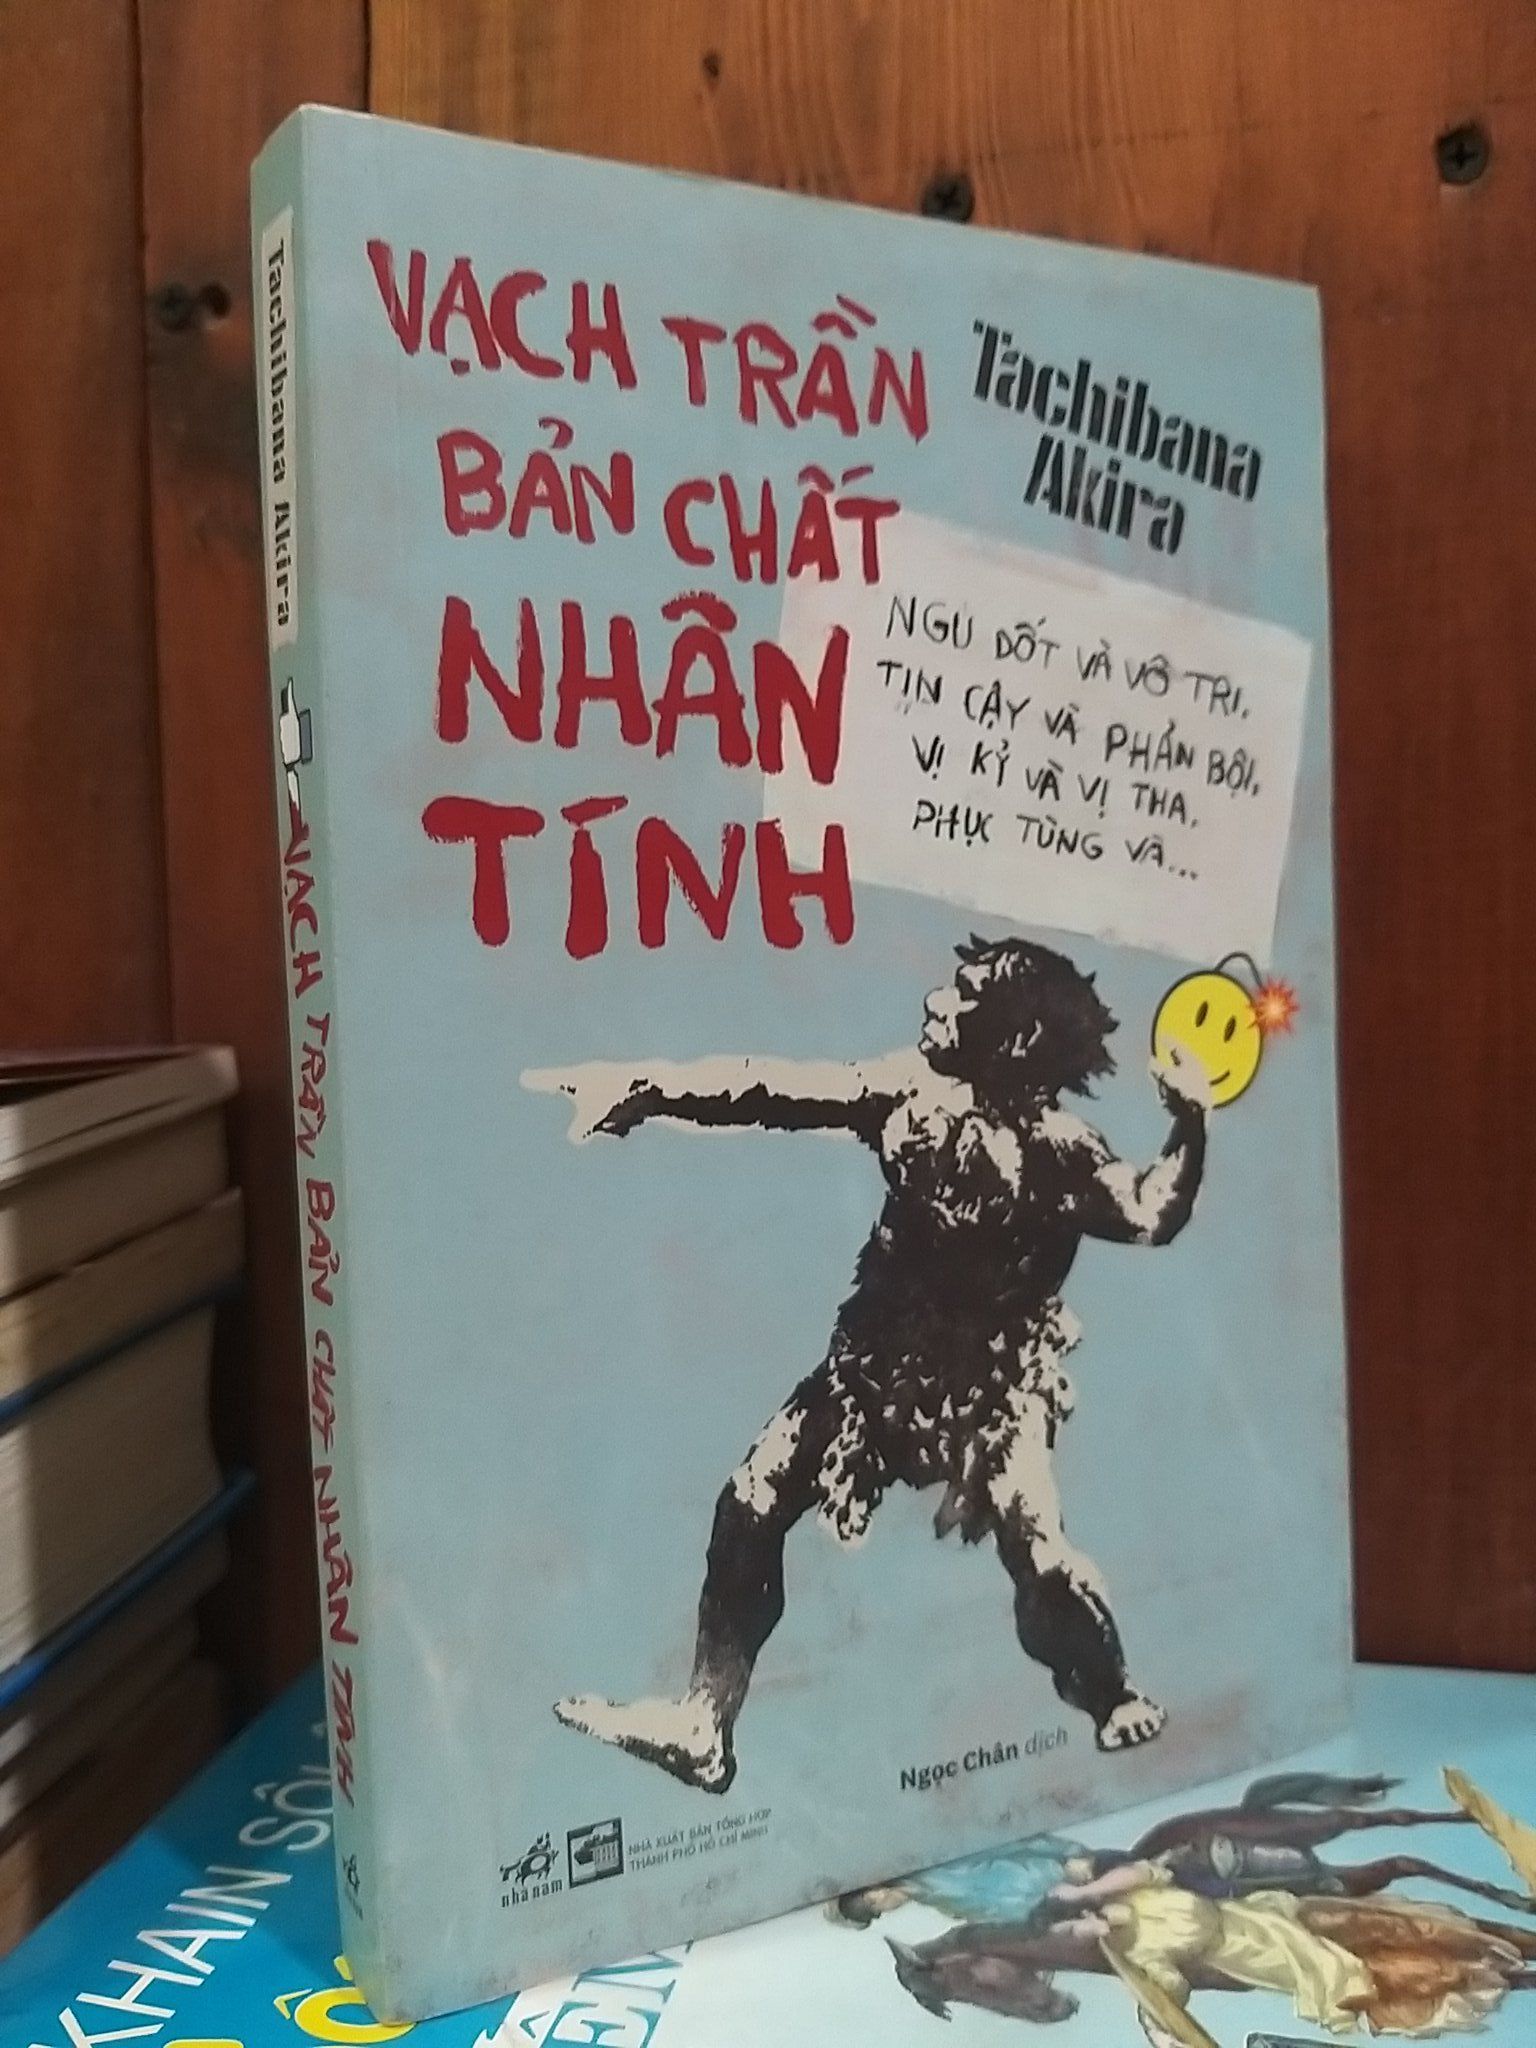 VẠCH TRẦN
BẢN CHẤT
NHÂN
TÍNH
Tachibana
Akira
NGU DỐT VÀ VÔ TRI,
TIN CẬY VÀ PHẢN BỘI,
VỊ KỶ VÀ VỊ THA,
PHỤC TÙNG VÀ...
Ngọc Chân dịch
nhã nam
NHÀ XUẤT BẢN TỔNG HỢP
THÀNH PHỐ HỒ CHÍ MINH
Tachibana Akira
VẠCH TRẦN BẢN CHẤT NHÂN TÍNH
KHAIN